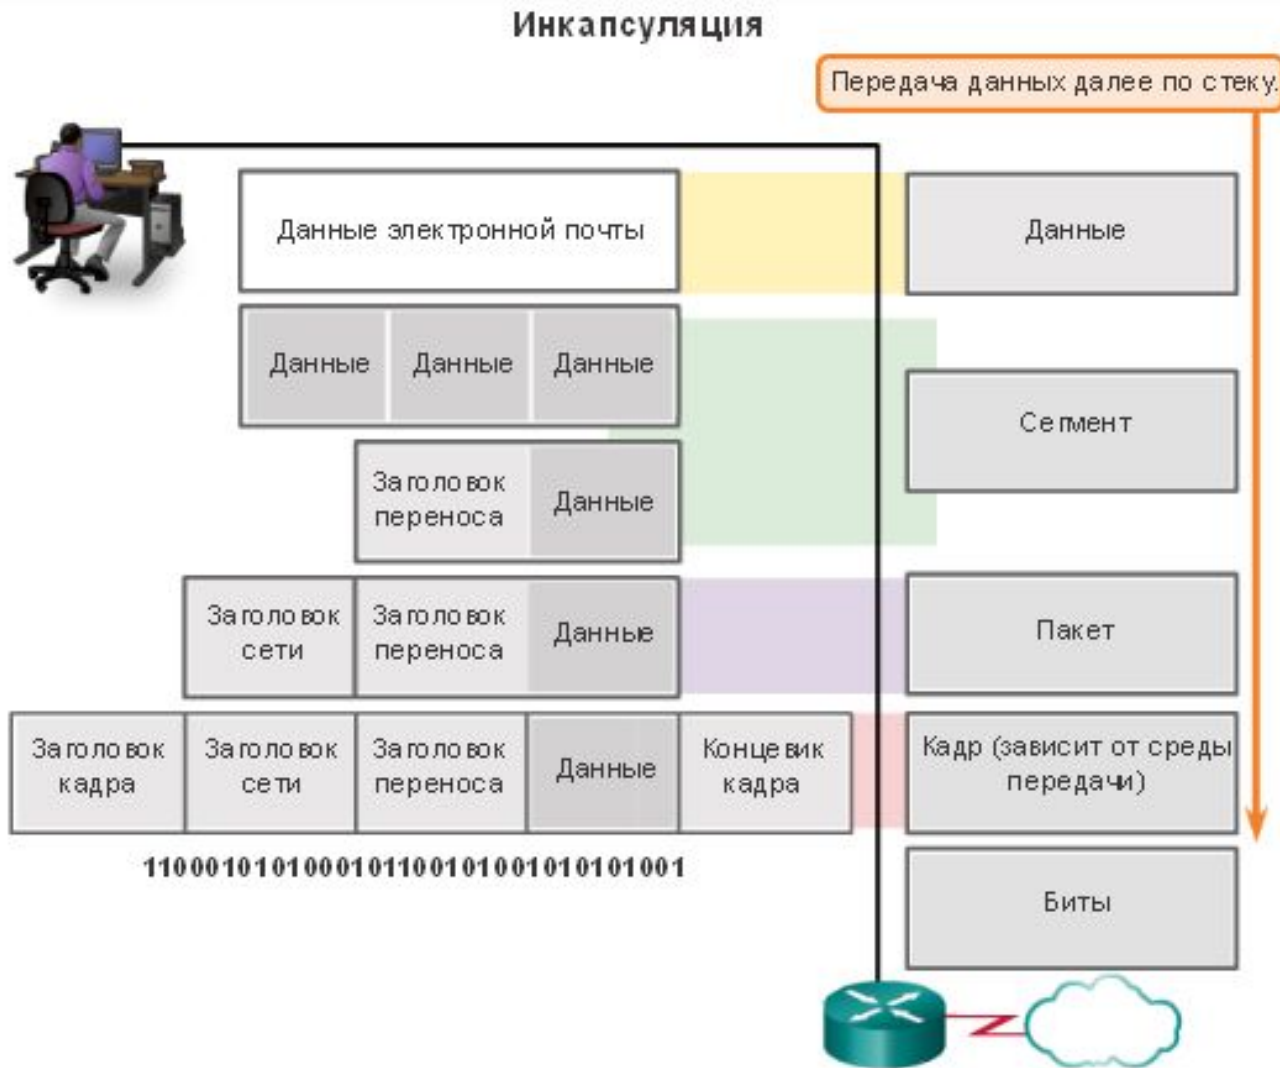 Инкапсуляция
Передача данных далее по стеку.
Данные электронной почты
Данные
Данные
Данные
Данные
Сегмент
Заголовок
переноса
Данные
Заголовок
сети
Заголовок
переноса
Данные
Пакет
Заголовок
кадра
Заголовок
сети
Заголовок
переноса
Данные
Концевик
кадра
Кадр (зависит от среды
передачи)
1100010101000101100101001010101001
Биты